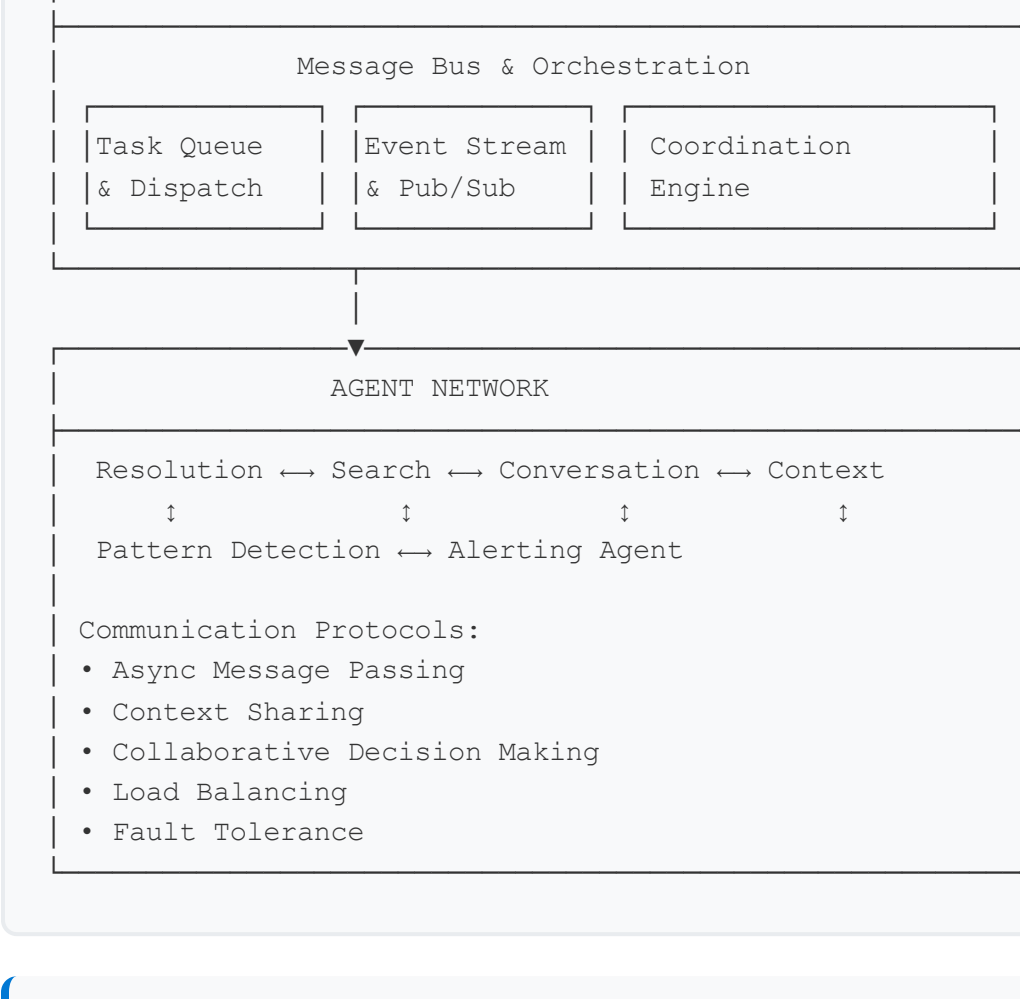 Message Bus & Orchestration
Task Queue Event Stream Coordination
& Dispatch & Pub/Sub Engine
AGENT NETWORK
Resolution ←→ Search ←→ Conversation ←→ Context
↕ ↕ ↕ ↕
Pattern Detection ←→ Alerting Agent
Communication Protocols:
• Async Message Passing
• Context Sharing
• Collaborative Decision Making
• Load Balancing
• Fault Tolerance